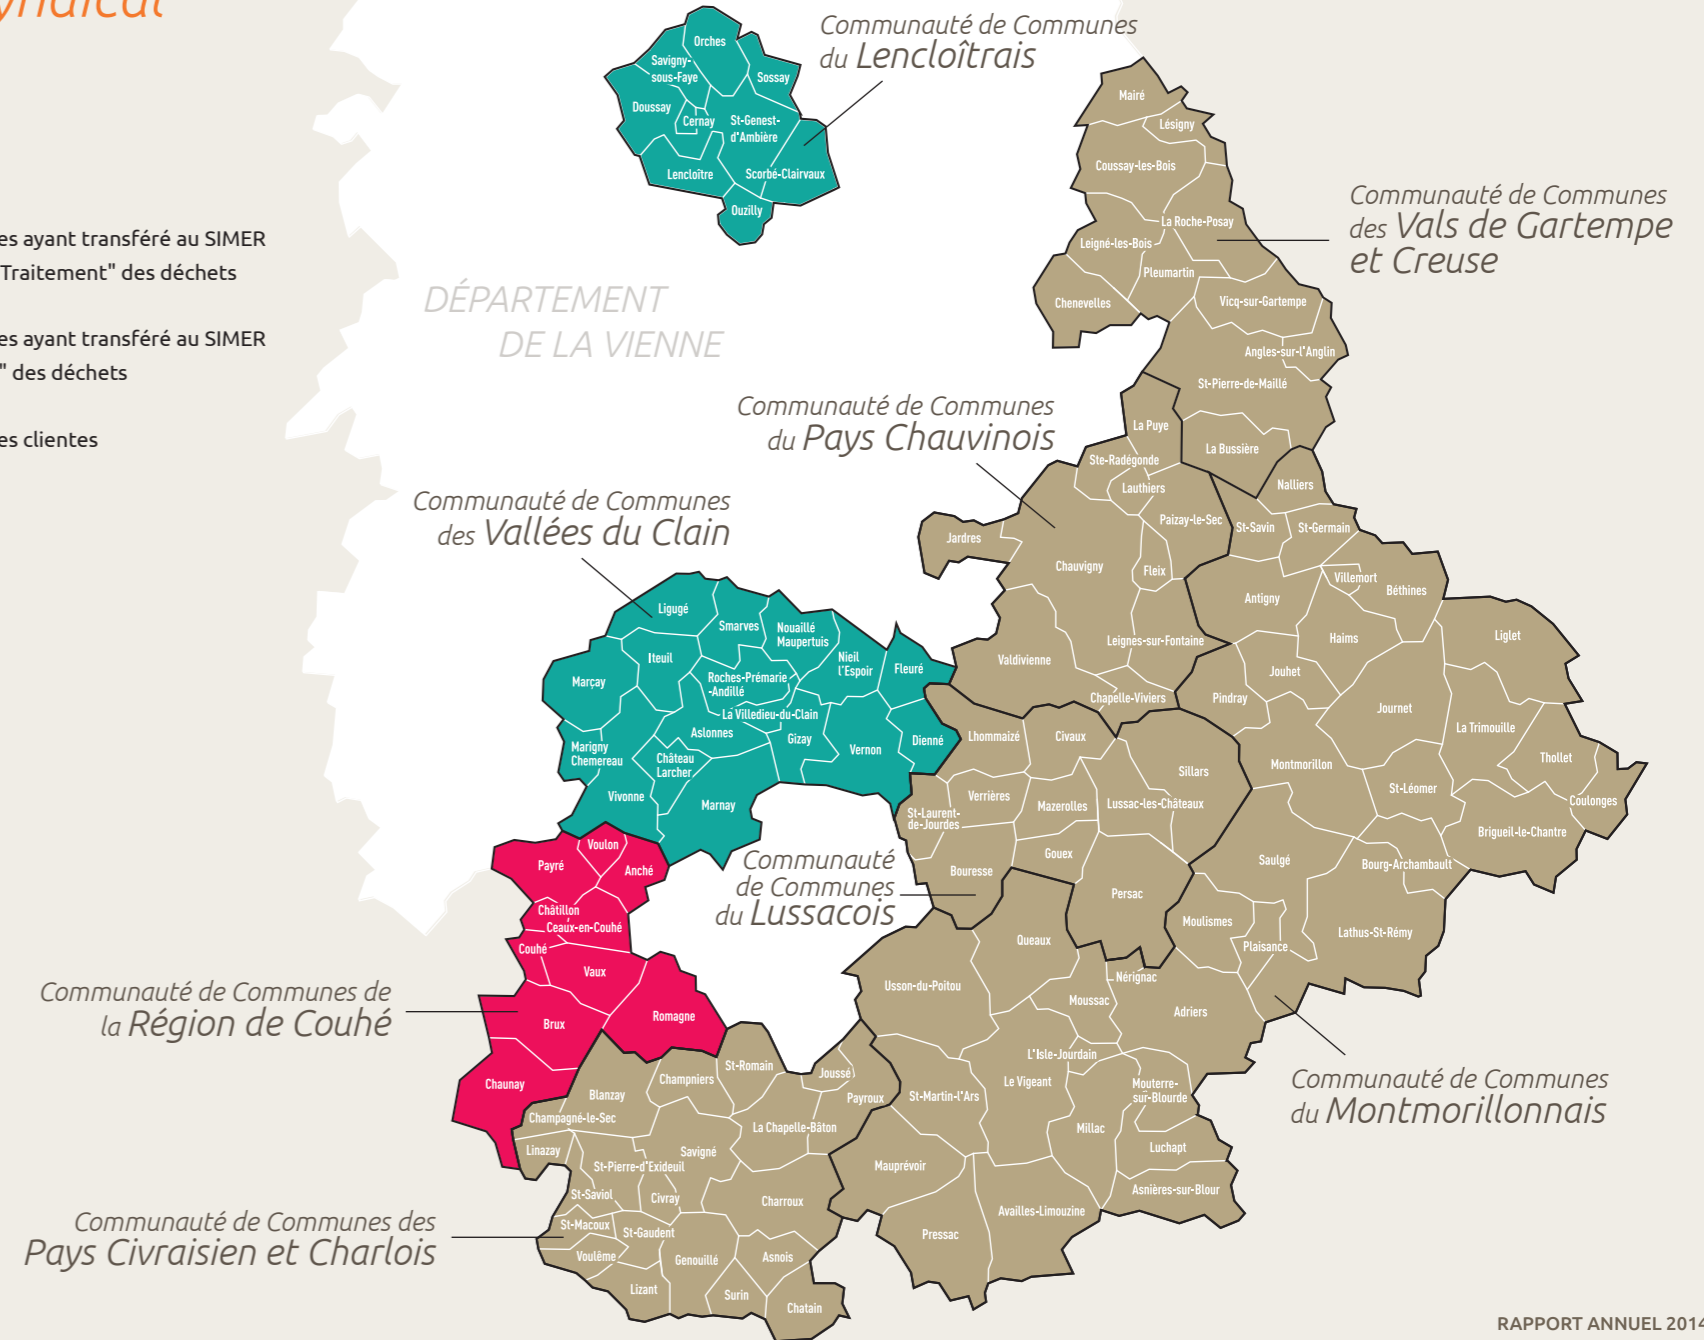 yndical
es ayant transféré au SIMER
"Traitement" des déchets
es ayant transféré au SIMER
" des déchets
es clientes
DÉPARTEMENT
DE LA VIENNE
Communauté de Communes
du Lencloîtrais
Orches
Savigny-
sous-Faye
Sossay
Doussay
Cernay
St-Genest-
d'Ambière
Lencloître
Scorbé-Clairvaux
Ouzilly
Communauté de Communes
des Vals de Gartempe
et Creuse
Mairé
Lésigny
Coussay-les-Bois
La Roche-Posay
Leigné-les-Bois
Pleumartin
Chenevelles
Vicq-sur-Gartempe
Angles-sur-l'Anglin
St-Pierre-de-Maillé
La Bussière
Communauté de Communes
du Pays Chauvinois
La Puye
Ste-Radégonde
Lauthiers
Paizay-le-Sec
Jardres
Chauvigny
Fleix
Leignes-sur-Fontaine
Valdivienne
Chapelle-Viviers
Communauté de Communes
des Vallées du Clain
Ligugé
Smarves
Nouaillé
Maupertuis
Iteuil
Nieil
l'Espoir
Fleuré
Marçay
Roches-Prémarie
-Andillé
La Villedieu-du-Clain
Aslonnes
Gizay
Vernon
Dienné
Marigny
Chemereau
Château
Larcher
Vivonne
Marnay
Communauté
de Communes
du Lussacois
Lhommaizé
Civaux
Sillars
Verrières
Mazerolles
Lussac-les-Châteaux
St-Laurent-
de-Jourdes
Gouex
Bouresse
Persac
Communauté de Communes de
la Région de Couhé
Voulon
Payré
Anché
Châtillon
Ceaux-en-Couhé
Couhé
Vaux
Brux
Romagne
Chaunay
Communauté de Communes
du Montmorillonnais
Nalliers
St-Savin
St-Germain
Villemort
Béthines
Antigny
Haims
Liglet
Jouhet
Pindray
Journet
La Trimouille
Thollet
Montmorillon
St-Léomer
Coulonges
Brigueil-le-Chantre
Saulgé
Bourg-Archambault
Moulismes
Plaisance
Lathus-St-Rémy
Queaux
Usson-du-Poitou
Nérignac
Moussac
Adriers
L'Isle-Jourdain
Le Vigeant
St-Martin-l'Ars
Mouterre-
sur-Blourde
Millac
Luchapt
Mauprévoir
Asnières-sur-Blour
Availles-Limouzine
Pressac
Communauté de Communes des
Pays Civraisien et Charlois
St-Romain
Joussé
Champniers
Blanzay
Payroux
Champagné-le-Sec
La Chapelle-Bâton
Linazay
Savigné
St-Pierre-d'Exideuil
St-Saviol
Civray
Charroux
St-Macoux
St-Gaudent
Voulême
Genouillé
Asnois
Lizant
Surin
Chatain
RAPPORT ANNUEL 2014